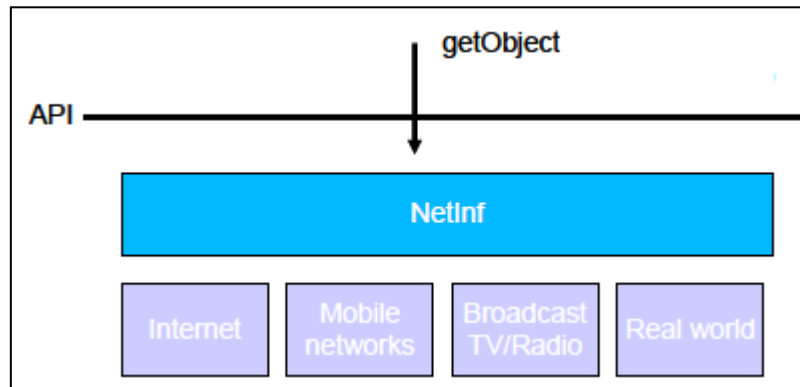 getObject
API
NetInf
Internet
Mobile
networks
Broadcast
TV/Radio
Real world